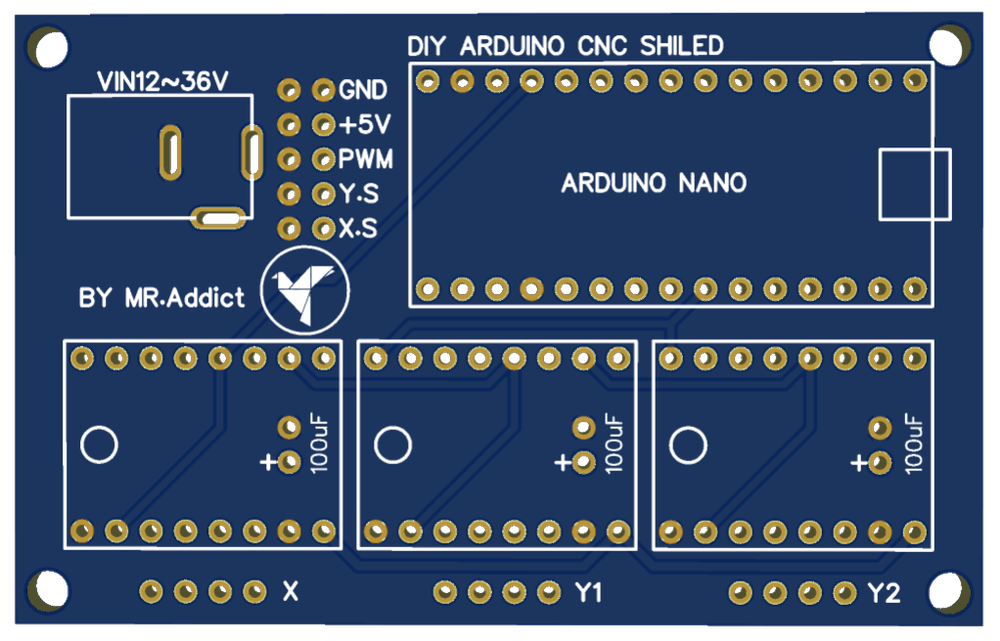 DIY ARDUINO CNC SHILED
VIN12~36V
GND
+5V
PWM
Y.S
X.S
ARDUINO NANO
BY MR.Addict
+ 100uF
+ 100uF
+ 100uF
X
Y1
Y2